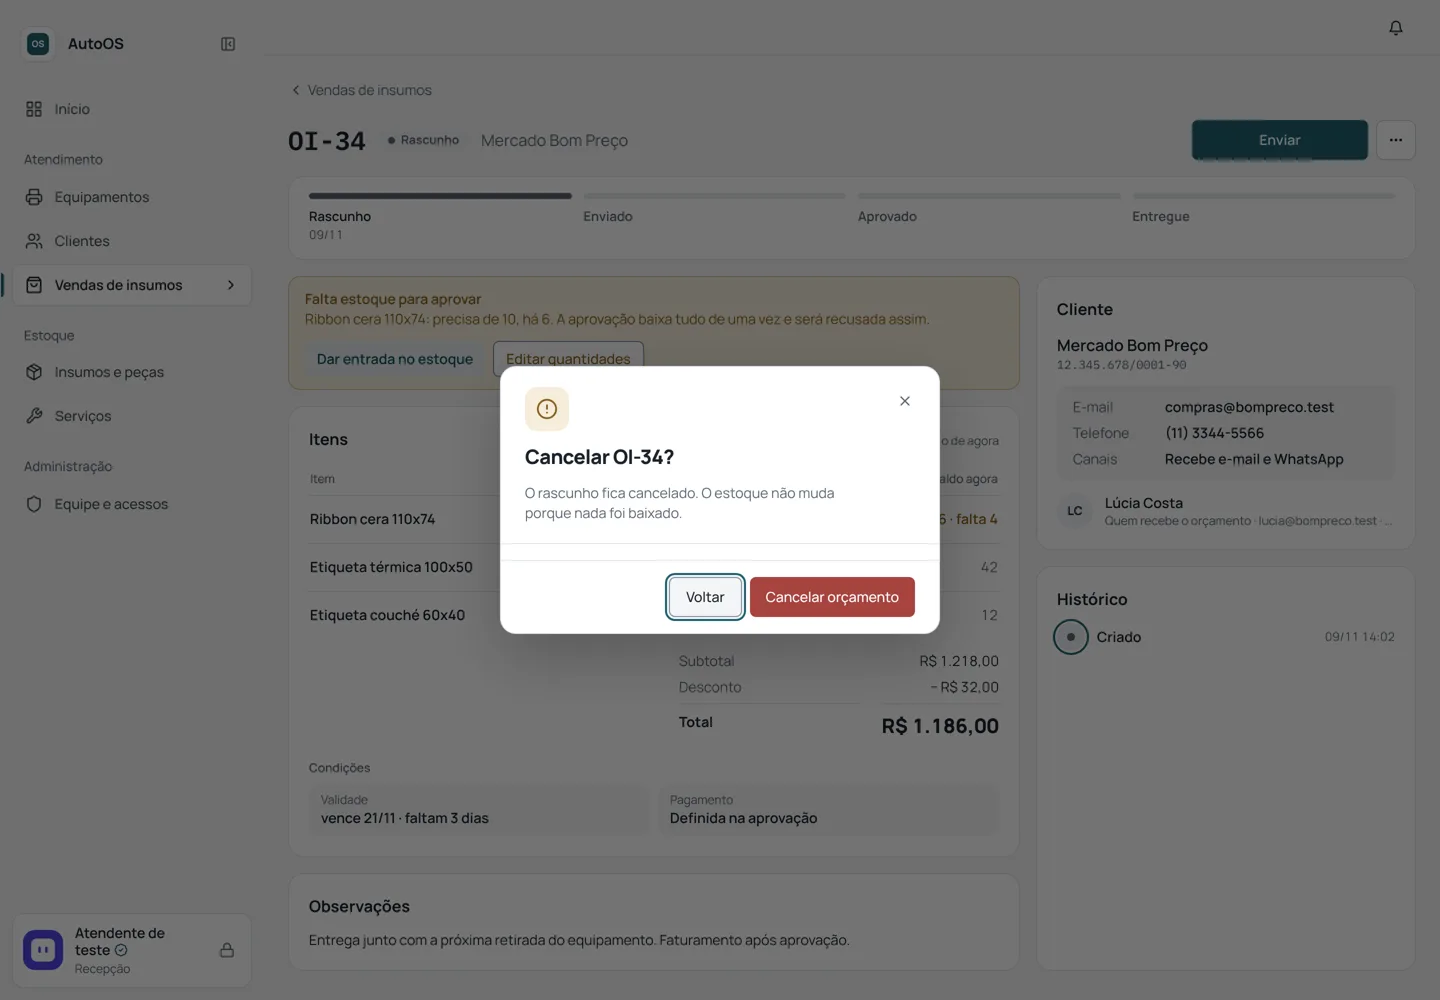 OS
AutoOS
Início
Atendimento
Equipamentos
Clientes
Vendas de insumos
Estoque
Insumos e peças
Serviços
Administração
Equipe e acessos
Atendente de
teste
Recepção
Vendas de insumos
OI-34
Rascunho
Mercado Bom Preço
Enviar
Rascunho
09/11
Enviado
Aprovado
Entregue
Falta estoque para aprovar
Ribbon cera 110x74: precisa de 10, há 6. A aprovação baixa tudo de uma vez e será recusada assim.
Dar entrada no estoque
Editar quantidades
Itens
o de agora
Item
aldo agora
Ribbon cera 110x74
6 · falta 4
Etiqueta térmica 100x50
42
Etiqueta couché 60x40
12
Subtotal
R$ 1.218,00
Desconto
− R$ 32,00
Total
R$ 1.186,00
Condições
Validade
vence 21/11 · faltam 3 dias
Pagamento
Definida na aprovação
Observações
Entrega junto com a próxima retirada do equipamento. Faturamento após aprovação.
Cancelar OI-34?
O rascunho fica cancelado. O estoque não muda
porque nada foi baixado.
Voltar
Cancelar orçamento
Cliente
Mercado Bom Preço
12.345.678/0001-90
E-mail
compras@bompreco.test
Telefone
(11) 3344-5566
Canais
Recebe e-mail e WhatsApp
LC
Lúcia Costa
Quem recebe o orçamento · lucia@bompreco.test · ...
Histórico
Criado
09/11 14:02